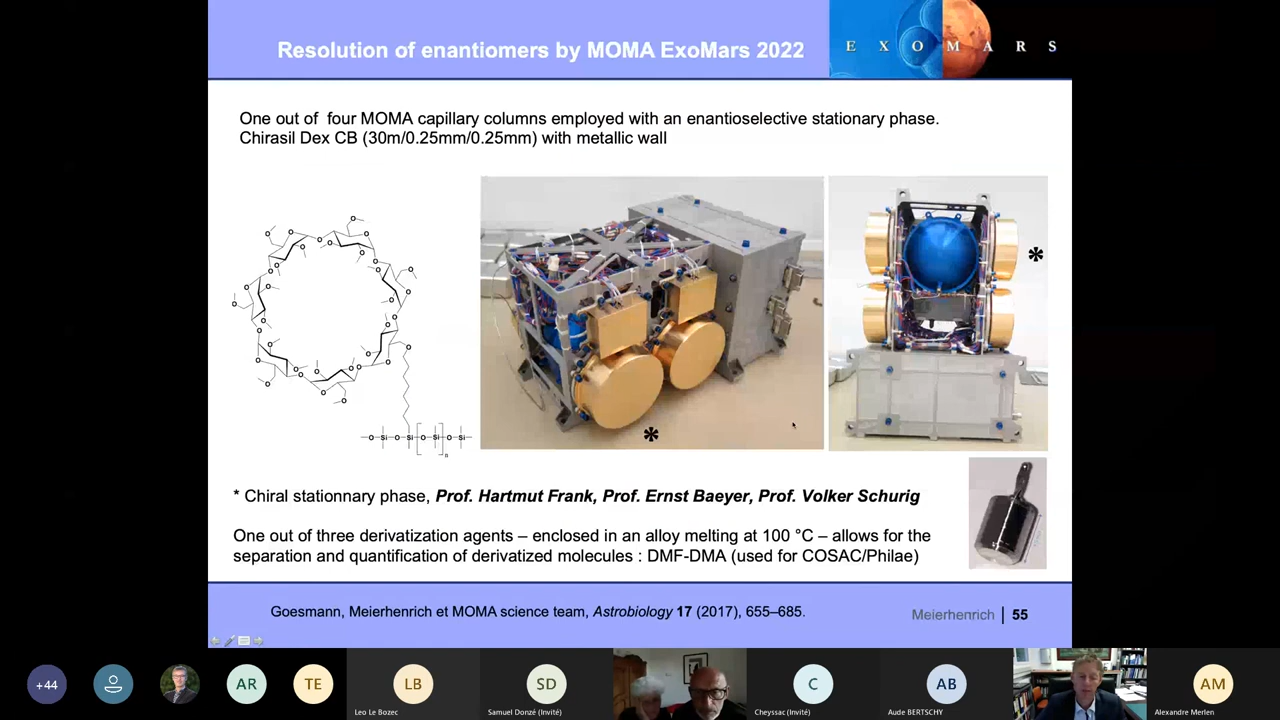 Resolution of enantiomers by MOMA ExoMars 2022
E X O M A R S
One out of four MOMA capillary columns employed with an enantioselective stationary phase.
Chirasil Dex CB (30m/0.25mm/0.25mm) with metallic wall
*
*
O Si O Si O Si O Si
n
* Chiral stationnary phase, Prof. Hartmut Frank, Prof. Ernst Baeyer, Prof. Volker Schurig
One out of three derivatization agents – enclosed in an alloy melting at 100 °C – allows for the
separation and quantification of derivatized molecules : DMF-DMA (used for COSAC/Philae)
Goesmann, Meierhenrich et MOMA science team, Astrobiology 17 (2017), 655–685.
Meierhenrich | 55
+44
AR
TE
LB
SD
C
AB
AM
Leo Le Bozec
Samuel Donzé (Invité)
Cheyssac (Invité)
Aude BERTSCHY
Alexandre Merlen